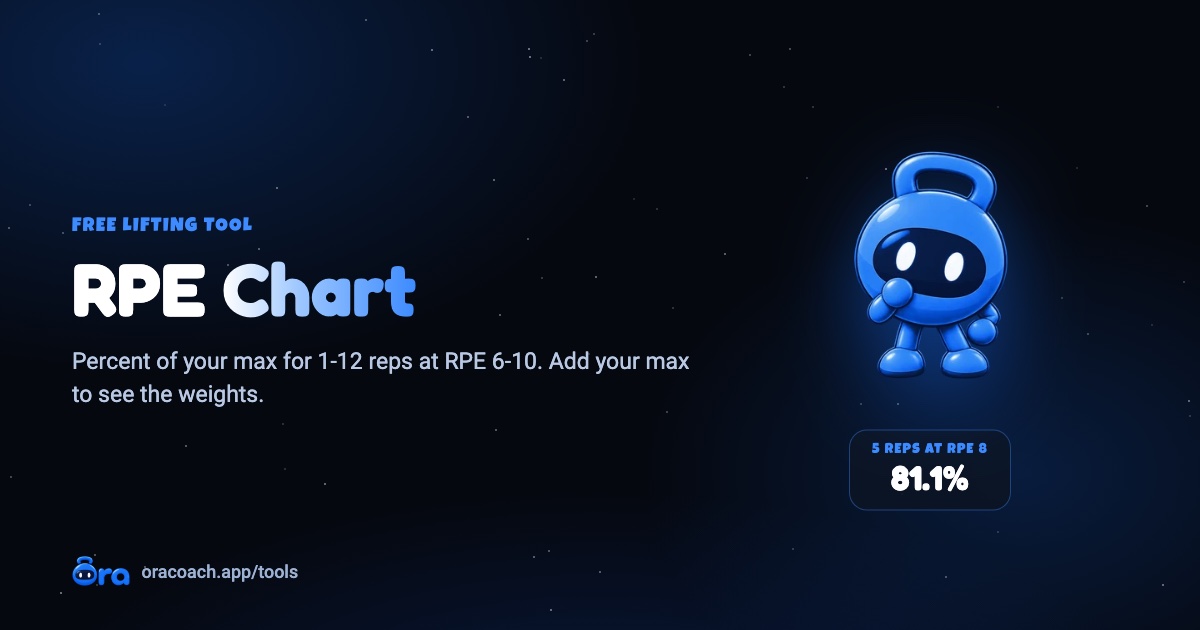 FREE LIFTING TOOL
RPE Chart
Percent of your max for 1-12 reps at RPE 6-10. Add your max
to see the weights.
5 REPS AT RPE 8
81.1%
Ora
oracoach.app/tools